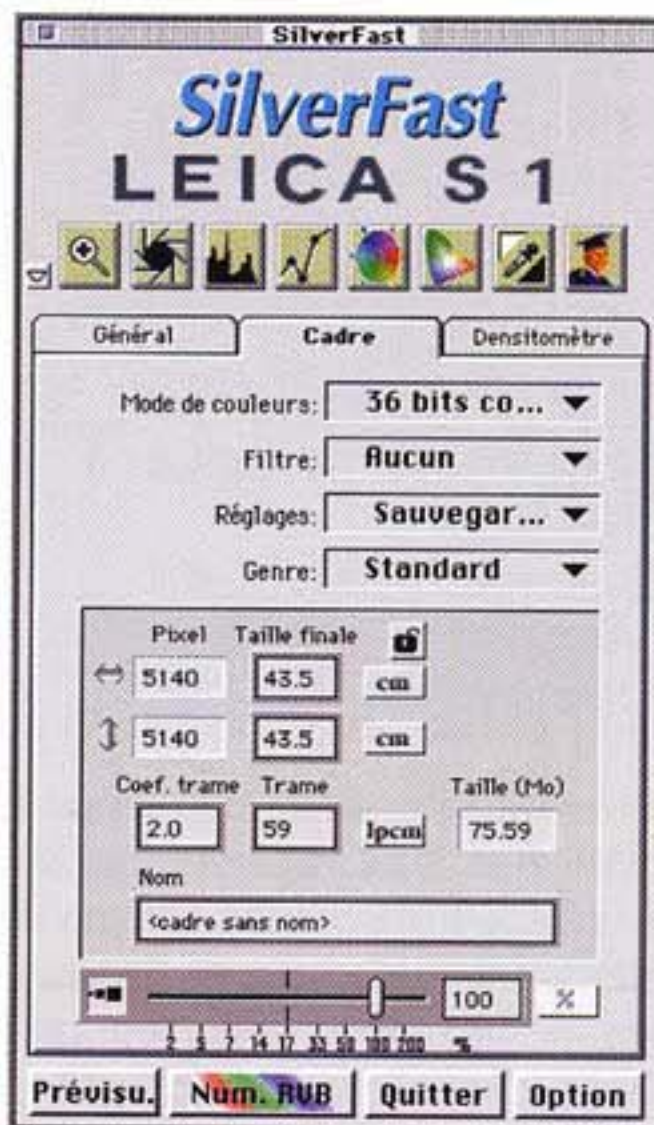 SilverFast
SilverFast
LEICA S 1
Général Cadre Densitomètre
Mode de couleurs: 36 bits co...
Filtre: Aucun
Réglages: Sauvegar...
Genre: Standard
Pixel Taille finale
5140 43.5 cm
5140 43.5 cm
Coef. trame Trame Taille (Mo)
2.0 59 lpcm 75.59
Nom
<cadre sans nom>
100 %
2 5 7 14 17 33 50 100 200 %
Prévisu. Num. RVB Quitter Option